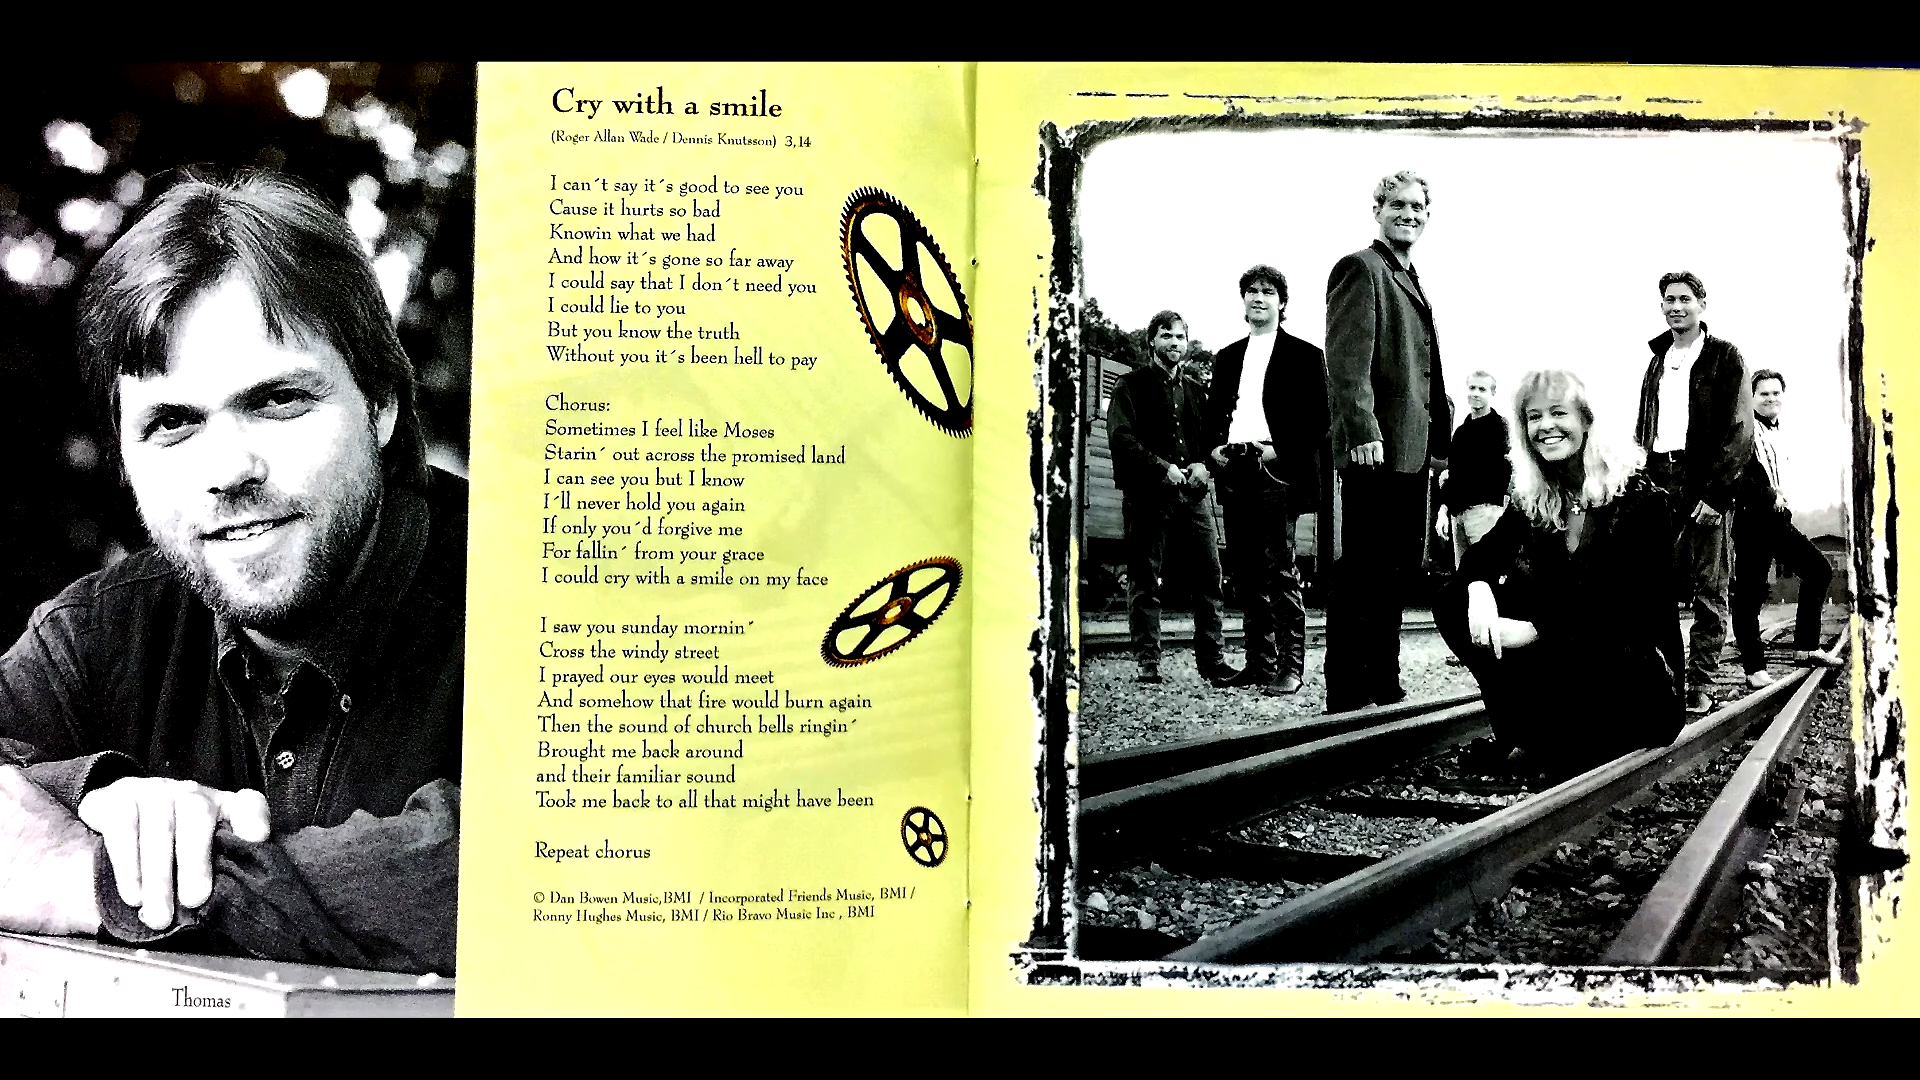 Cry with a smile
(Roger Allan Wade / Dennis Knutsson) 3,14
I can´t say it´s good to see you
Cause it hurts so bad
Knowin what we had
And how it´s gone so far away
I could say that I don´t need you
I could lie to you
But you know the truth
Without you it´s been hell to pay
Chorus:
Sometimes I feel like Moses
Starin´ out across the promised land
I can see you but I know
I´ll never hold you again
If only you´d forgive me
For fallin´ from your grace
I could cry with a smile on my face
I saw you sunday mornin´
Cross the windy street
I prayed our eyes would meet
And somehow that fire would burn again
Then the sound of church bells ringin´
Brought me back around
and their familiar sound
Took me back to all that might have been
Repeat chorus
© Dan Bowen Music,BMI / Incorporated Friends Music, BMI /
Ronny Hughes Music, BMI / Rio Bravo Music Inc , BMI
Thomas